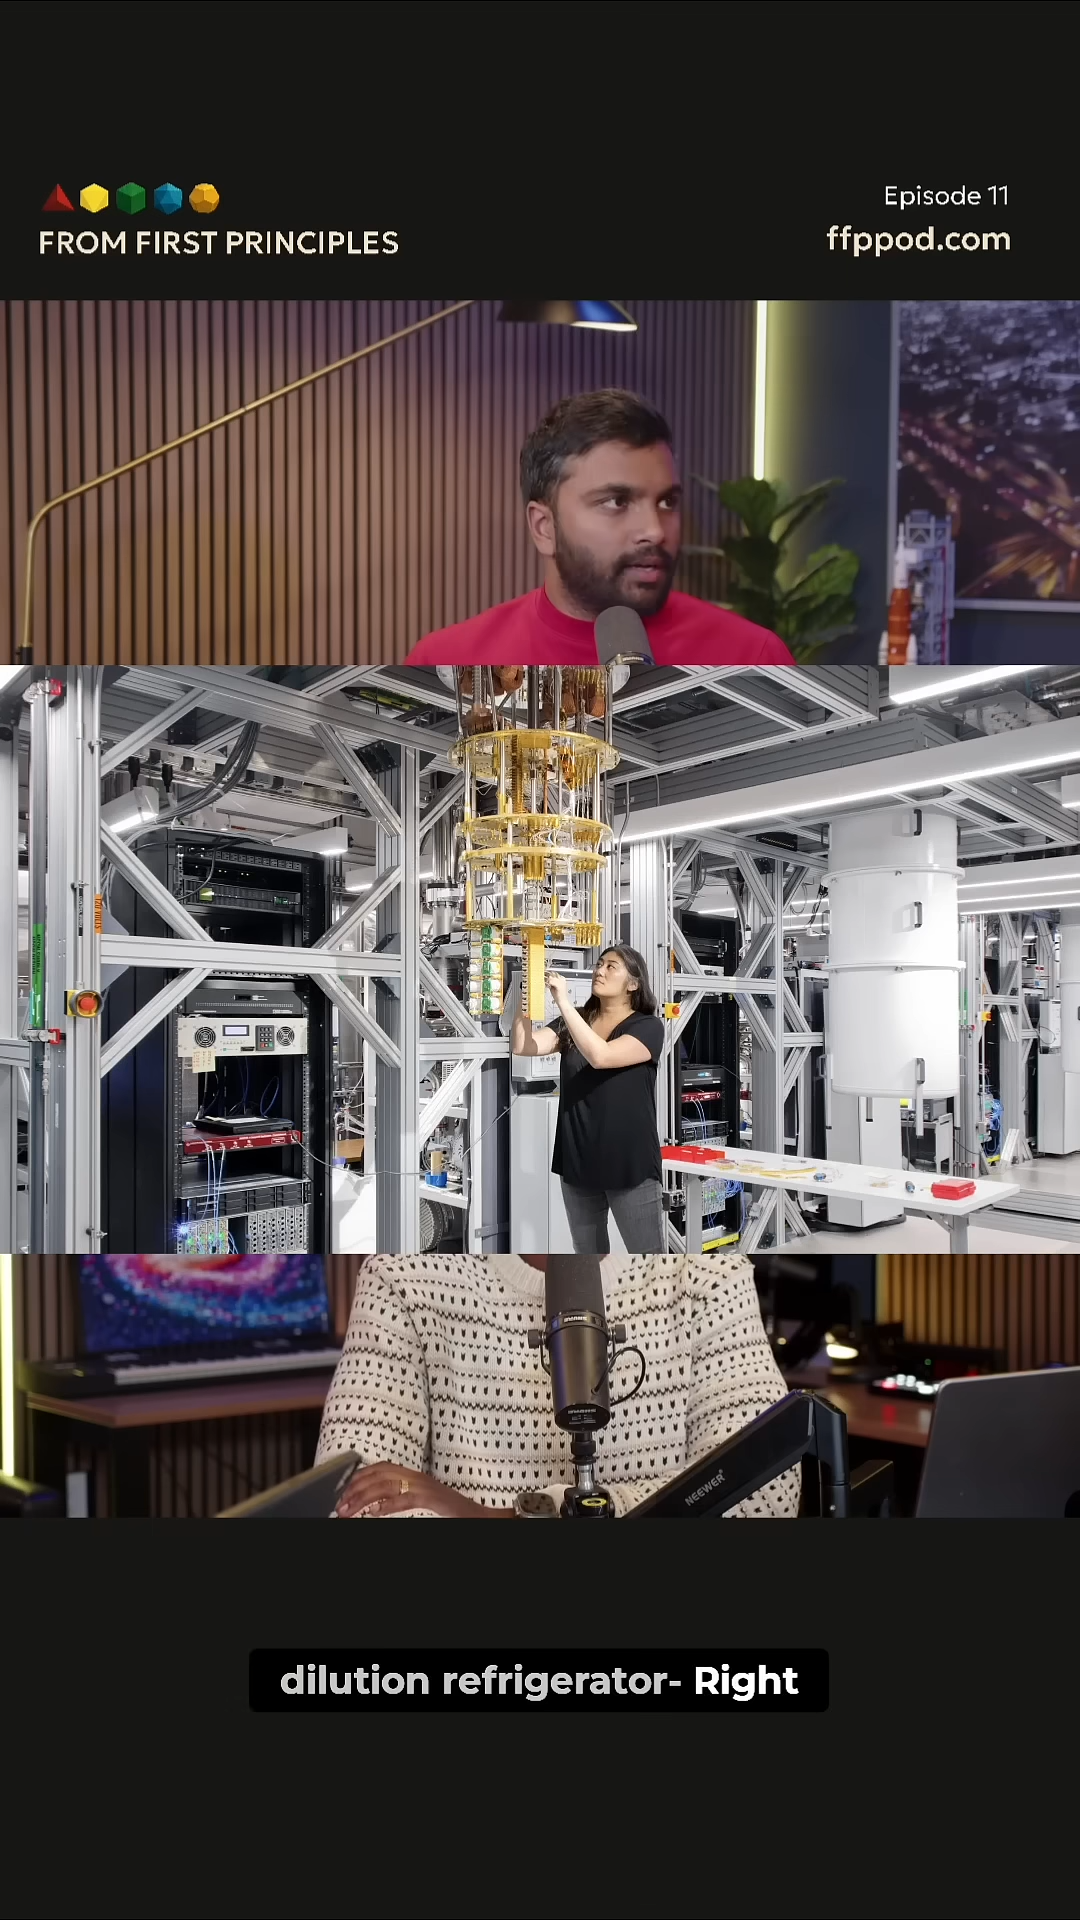 Episode 11
FROM FIRST PRINCIPLES
ffppod.com
NEEWER
dilution refrigerator- Right